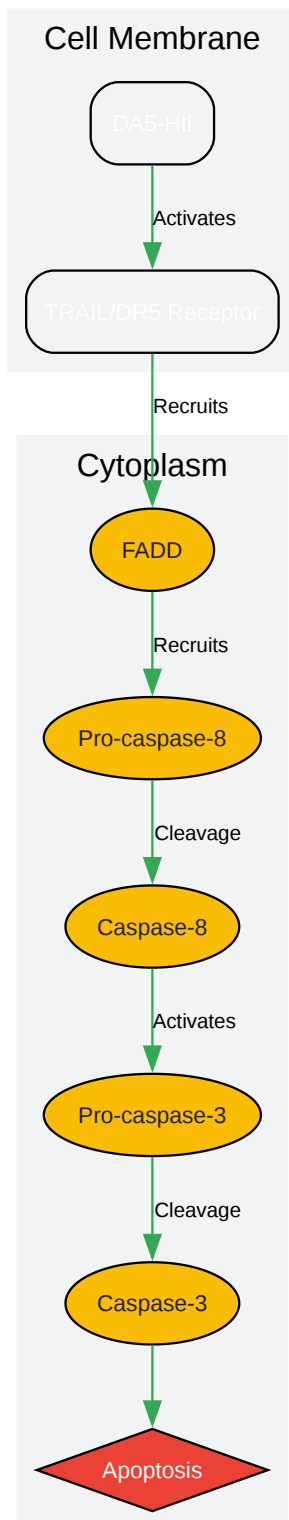 Cell Membrane
DA5-Htl
Activates
TRAIL/DR5 Receptor
Recruits
Cytoplasm
FADD
Recruits
Pro-caspase-8
Cleavage
Caspase-8
Activates
Pro-caspase-3
Cleavage
Caspase-3
Apoptosis